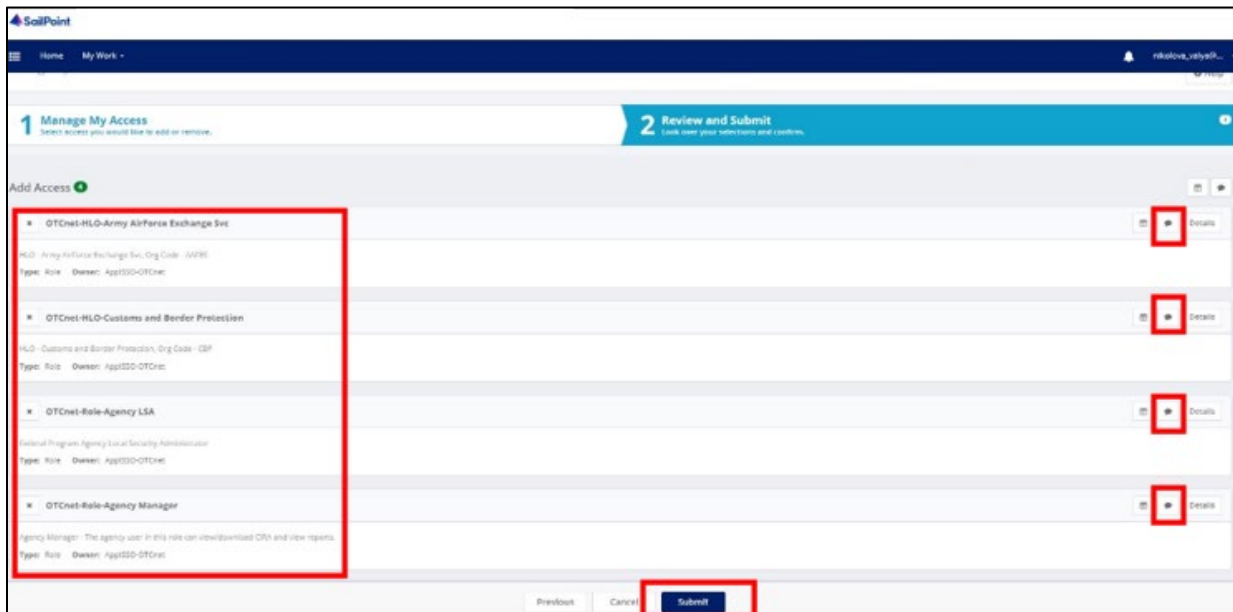 SailPoint
Home My Work
nikolova_valya@...
Help
1 Manage My Access
Select access you would like to add or remove.
2 Review and Submit
Look over your selections and confirm.
Add Access 4
OTCnet-HLO-Army AirForce Exchange Svc
Details
HLO - Army AirForce Exchange Svc, Org Code -
Type: Role Owner: ApplSSO-OTCnet
OTCnet-HLO-Customs and Border Protection
Details
HLO - Customs and Border Protection, Org Code - CBP
Type: Role Owner: ApplSSO-OTCnet
OTCnet-Role-Agency LSA
Details
Federal Program Agency Local Security Administrator
Type: Role Owner: ApplSSO-OTCnet
OTCnet-Role-Agency Manager
Details
Agency Manager - The agency user in this role can view/download CIRA and view reports.
Type: Role Owner: ApplSSO-OTCnet
Previous Cancel Submit